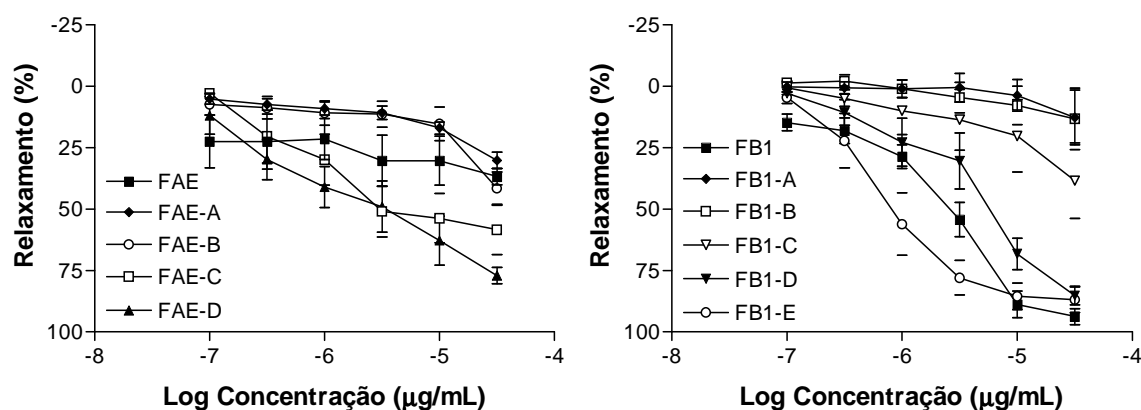 -25
0
25
50
75
100
Relaxamento (%)
FAE
FAE-A
FAE-B
FAE-C
FAE-D
-8
-7
-6
-5
-4
Log Concentração (µg/mL)
-25
0
25
50
75
100
Relaxamento (%)
FB1
FB1-A
FB1-B
FB1-C
FB1-D
FB1-E
-8
-7
-6
-5
-4
Log Concentração (µg/mL)